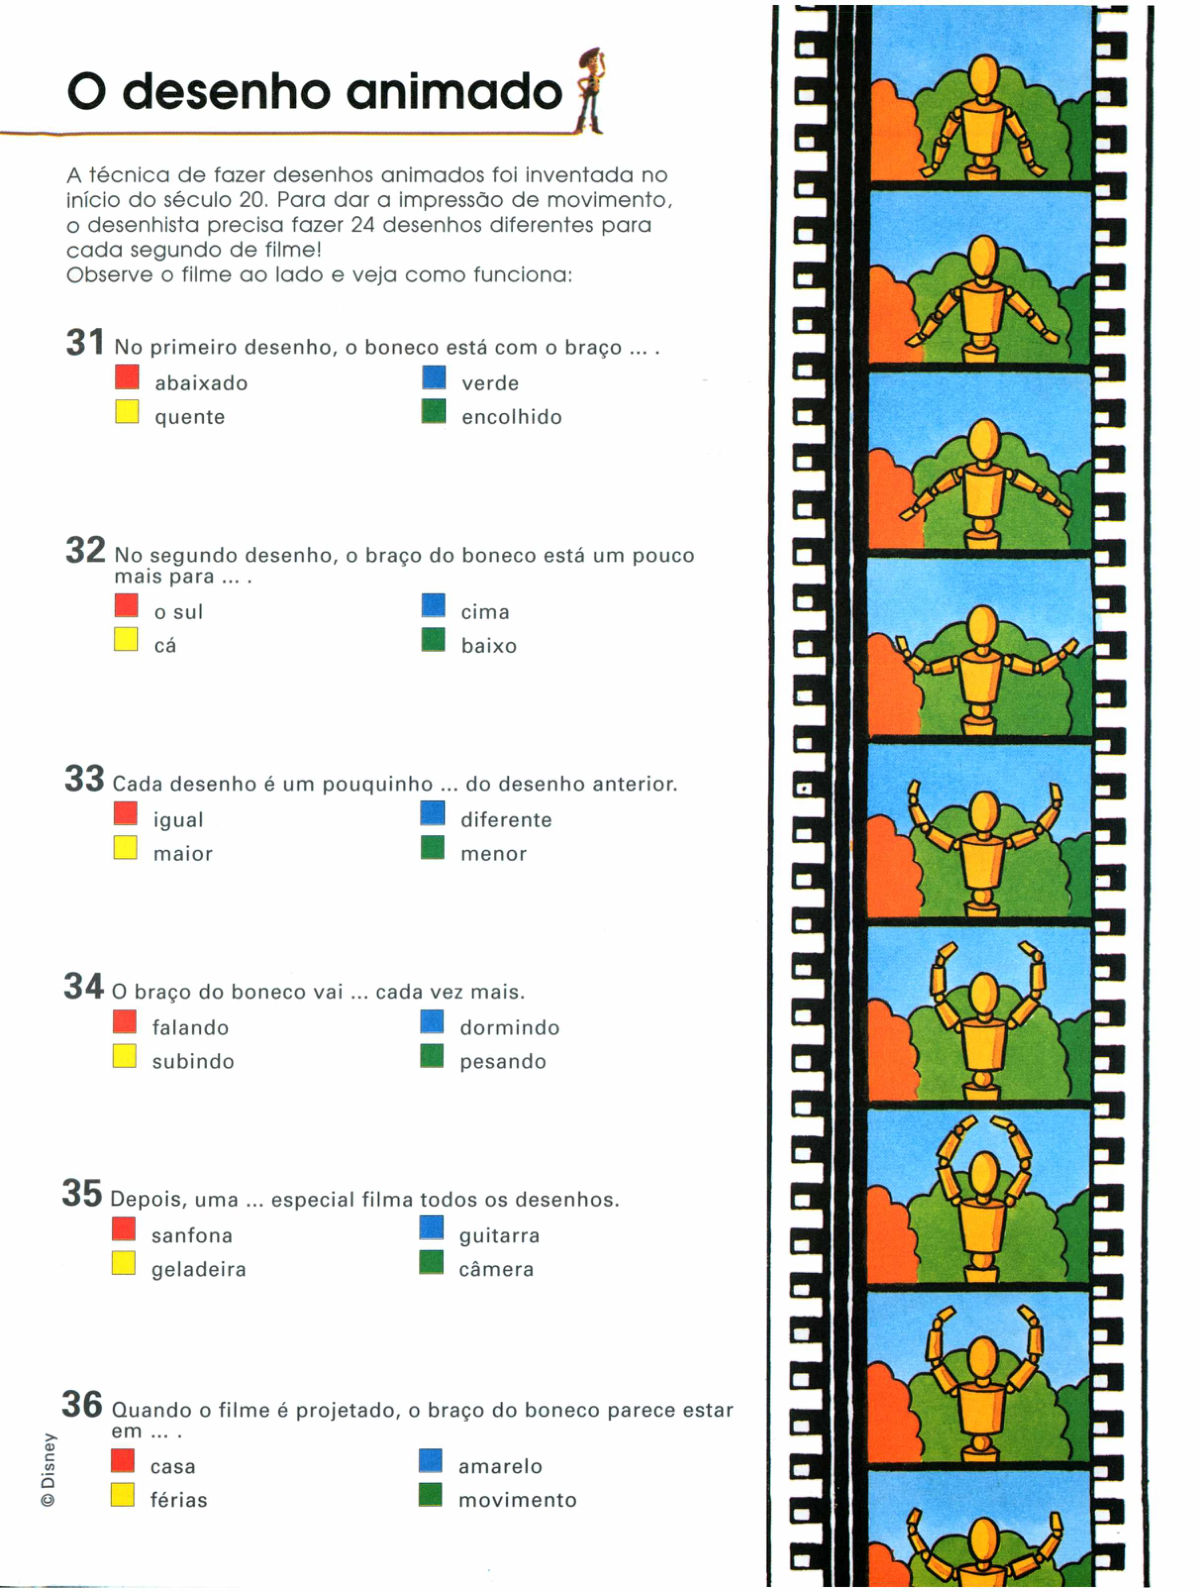 O desenho animado
A técnica de fazer desenhos animados foi inventada no
início do século 20. Para dar a impressão de movimento,
o desenhista precisa fazer 24 desenhos diferentes para
cada segundo de filme!
Observe o filme ao lado e veja como funciona:
31 No primeiro desenho, o boneco está com o braço ... .
abaixado verde
quente encolhido
32 No segundo desenho, o braço do boneco está um pouco
mais para ... .
o sul cima
cá baixo
33 Cada desenho é um pouquinho ... do desenho anterior.
igual diferente
maior menor
34 O braço do boneco vai ... cada vez mais.
falando dormindo
subindo pesando
35 Depois, uma ... especial filma todos os desenhos.
sanfona guitarra
geladeira câmera
36 Quando o filme é projetado, o braço do boneco parece estar
em ... .
casa amarelo
férias movimento
© Disney